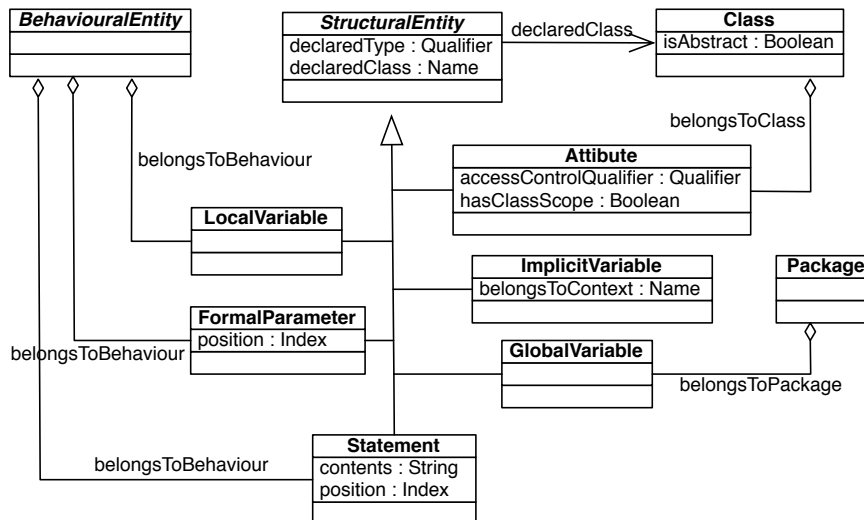 BehaviouralEntity
StructuralEntity
declaredType : Qualifier
declaredClass : Name
declaredClass
Class
isAbstract : Boolean
belongsToClass
belongsToBehaviour
Attibute
accessControlQualifier : Qualifier
hasClassScope : Boolean
LocalVariable
ImplicitVariable
belongsToContext : Name
Package
FormalParameter
position : Index
belongsToBehaviour
GlobalVariable
belongsToPackage
Statement
contents : String
position : Index
belongsToBehaviour